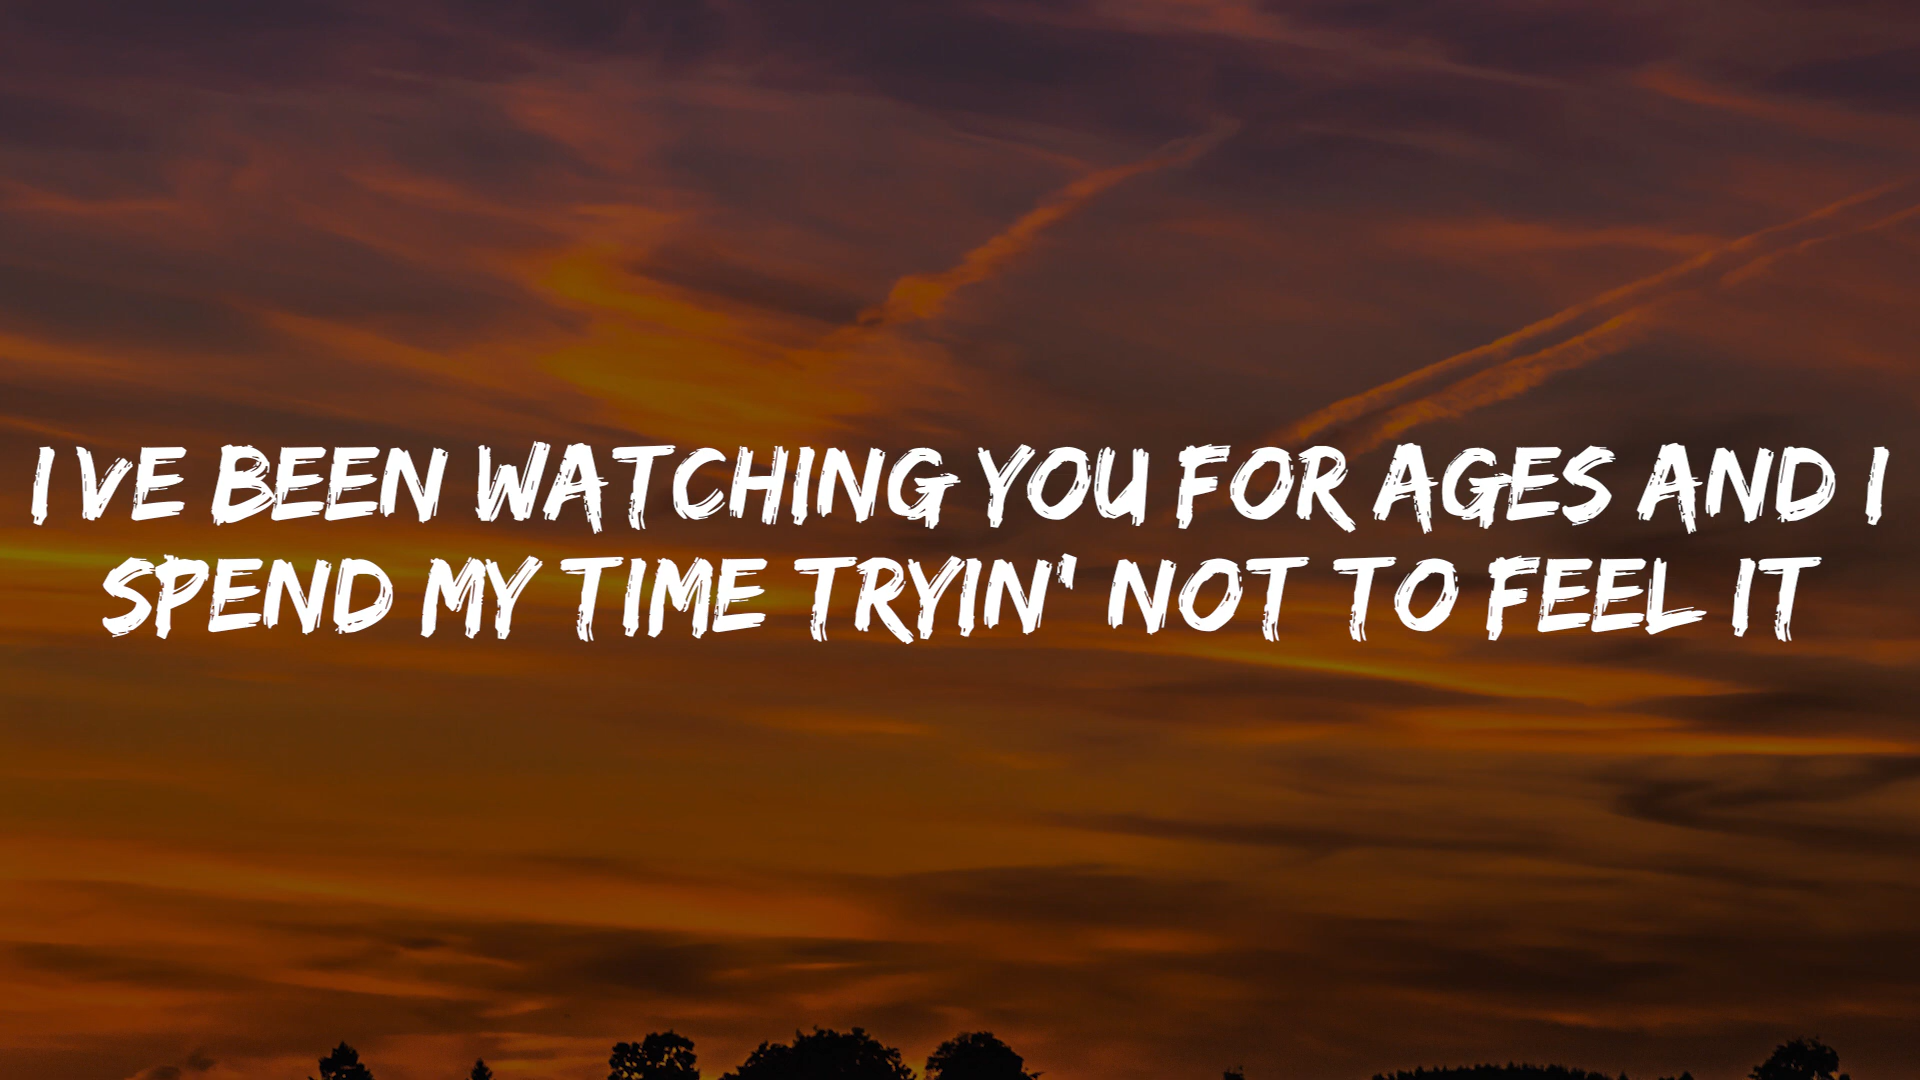 I VE BEEN WATCHING YOU FOR AGES AND I
SPEND MY TIME TRYIN' NOT TO FEEL IT